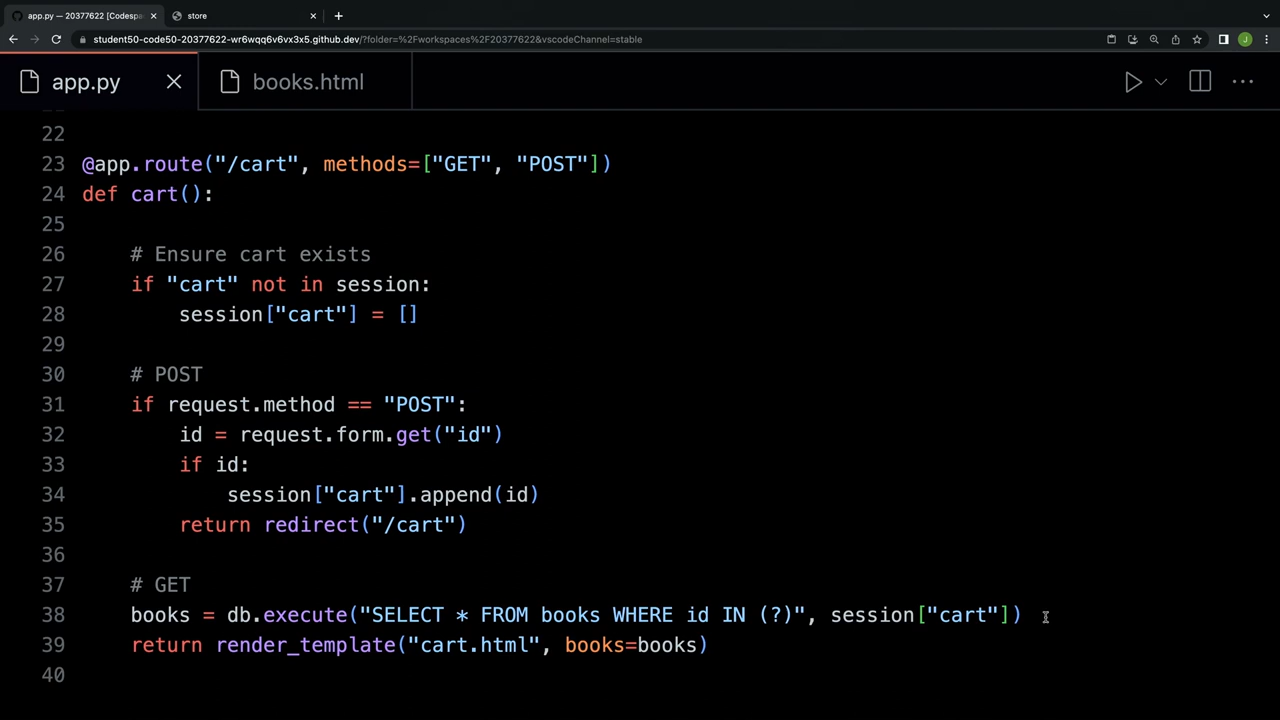 app.py — 20377622 [Codespa
store
student50-code50-20377622-wr6wqq6v6vx3x5.github.dev/?folder=%2Fworkspaces%2F20377622&vscodeChannel=stable
J
app.py
books.html
22
23 @app.route("/cart", methods=["GET", "POST"])
24 def cart():
25
26 # Ensure cart exists
27 if "cart" not in session:
28 session["cart"] = []
29
30 # POST
31 if request.method == "POST":
32 id = request.form.get("id")
33 if id:
34 session["cart"].append(id)
35 return redirect("/cart")
36
37 # GET
38 books = db.execute("SELECT * FROM books WHERE id IN (?)", session["cart"])
39 return render_template("cart.html", books=books)
40